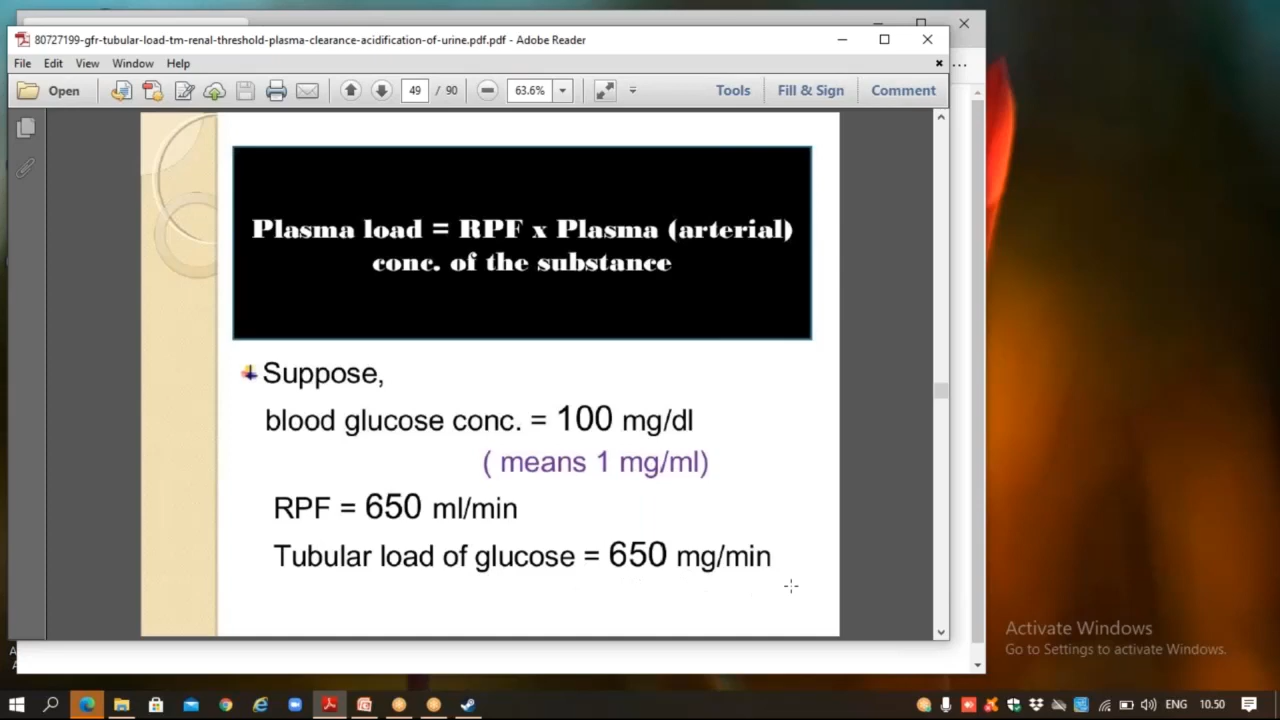 80727199-gfr-tubular-load-tm-renal-threshold-plasma-clearance-acidification-of-urine.pdf.pdf - Adobe Reader
File Edit View Window Help
Open 49 / 90 63.6% Tools Fill & Sign Comment
Plasma load = RPF x Plasma (arterial)
conc. of the substance
Suppose,
blood glucose conc. = 100 mg/dl
( means 1 mg/ml)
RPF = 650 ml/min
Tubular load of glucose = 650 mg/min
Activate Windows
Go to Settings to activate Windows.
ENG 10.50